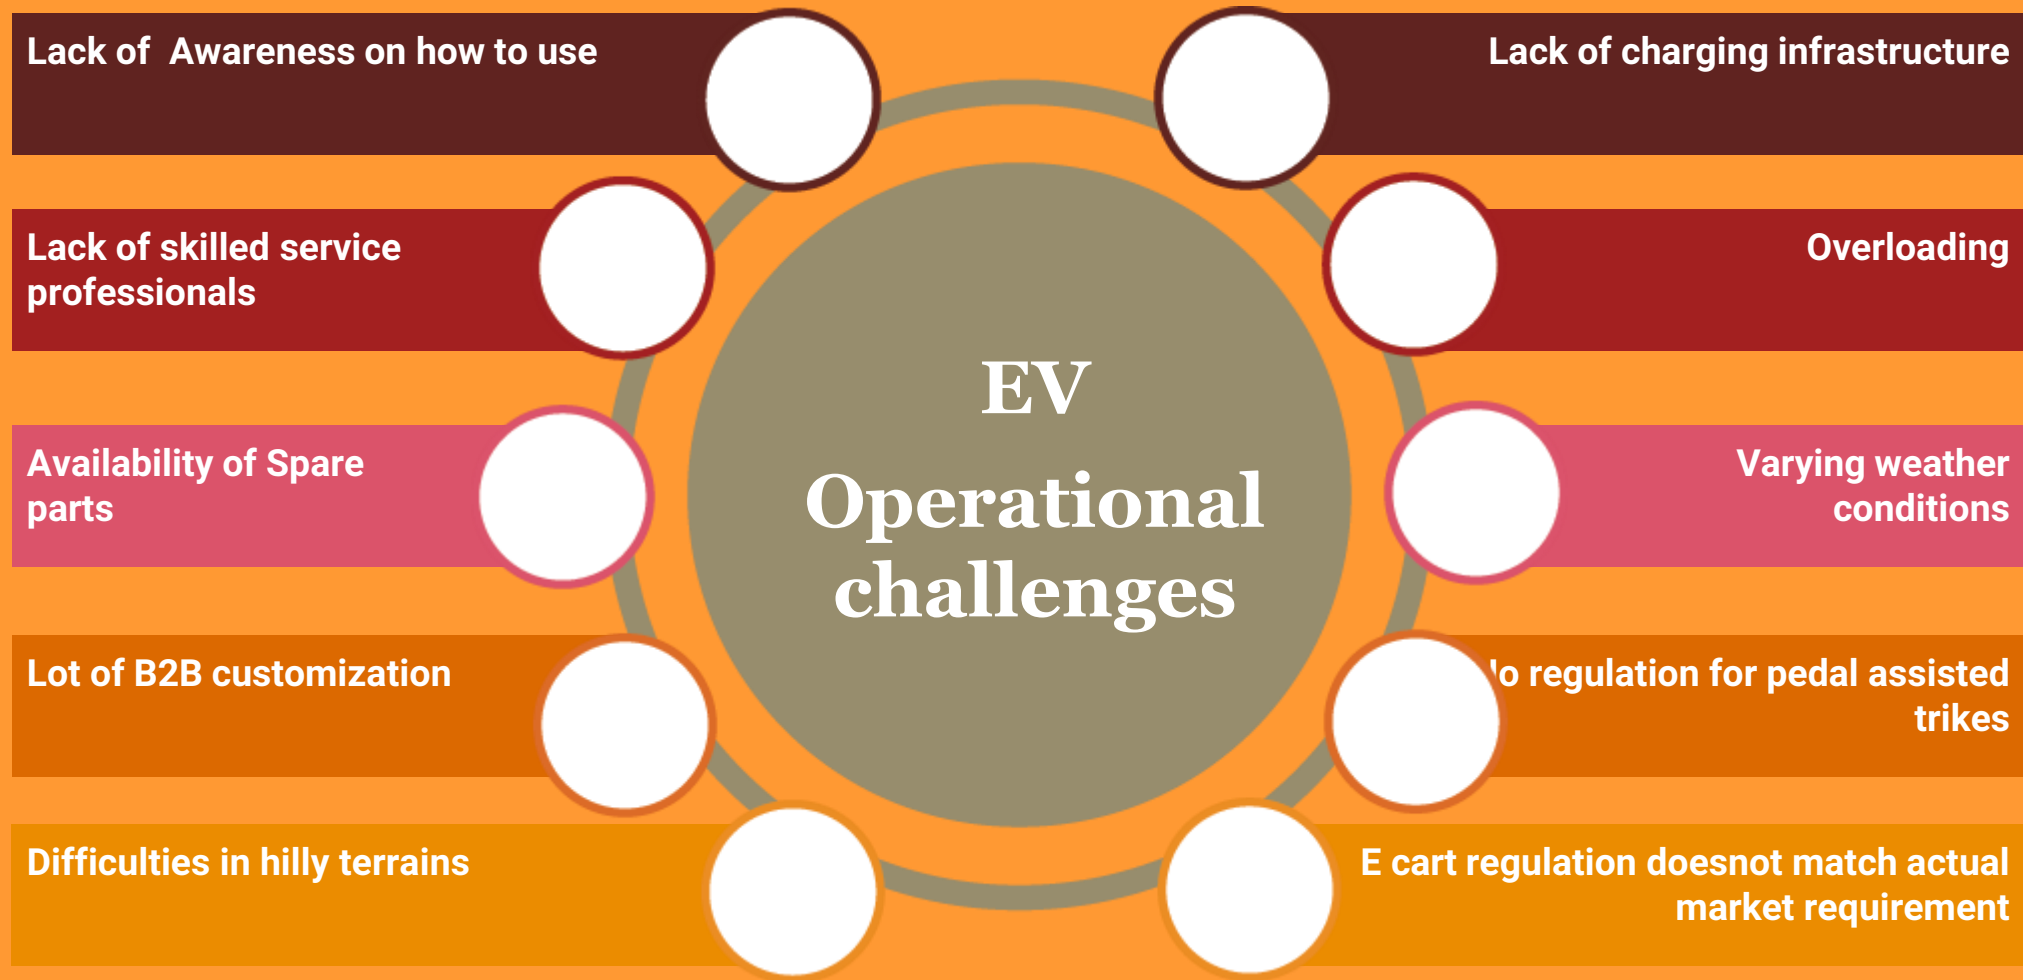 Lack of  Awareness on how to use
Lack of skilled service
professionals
Availability of Spare
parts
Lot of B2B customization
Difficulties in hilly terrains
EV
Operational
challenges
Lack of charging infrastructure
Overloading
Varying weather
conditions
regulation for pedal assisted
trikes
E cart regulation doesnot match actual
market requirement